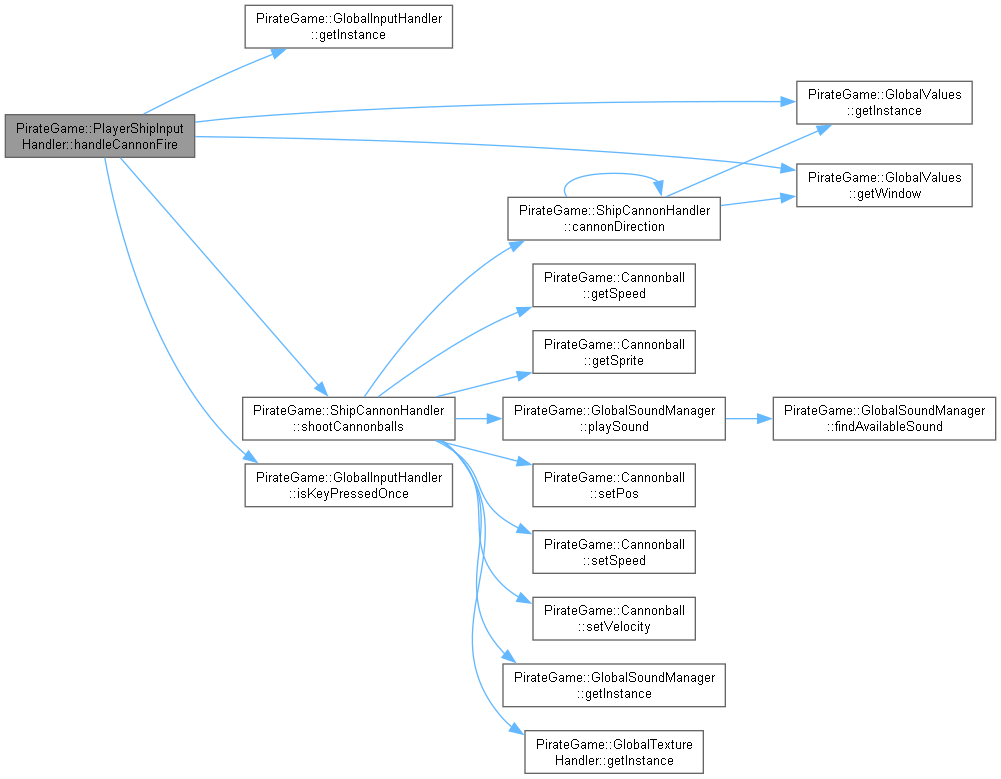 PirateGame::GlobalInputHandler
::getInstance
PirateGame::GlobalValues
::getInstance
PirateGame::PlayerShipInput
Handler::handleCannonFire
PirateGame::GlobalValues
::getWindow
PirateGame::ShipCannonHandler
::cannonDirection
PirateGame::Cannonball
::getSpeed
PirateGame::Cannonball
::getSprite
PirateGame::ShipCannonHandler
::shootCannonballs
PirateGame::GlobalSoundManager
::playSound
PirateGame::GlobalSoundManager
::findAvailableSound
PirateGame::GlobalInputHandler
::isKeyPressedOnce
PirateGame::Cannonball
::setPos
PirateGame::Cannonball
::setSpeed
PirateGame::Cannonball
::setVelocity
PirateGame::GlobalSoundManager
::getInstance
PirateGame::GlobalTexture
Handler::getInstance